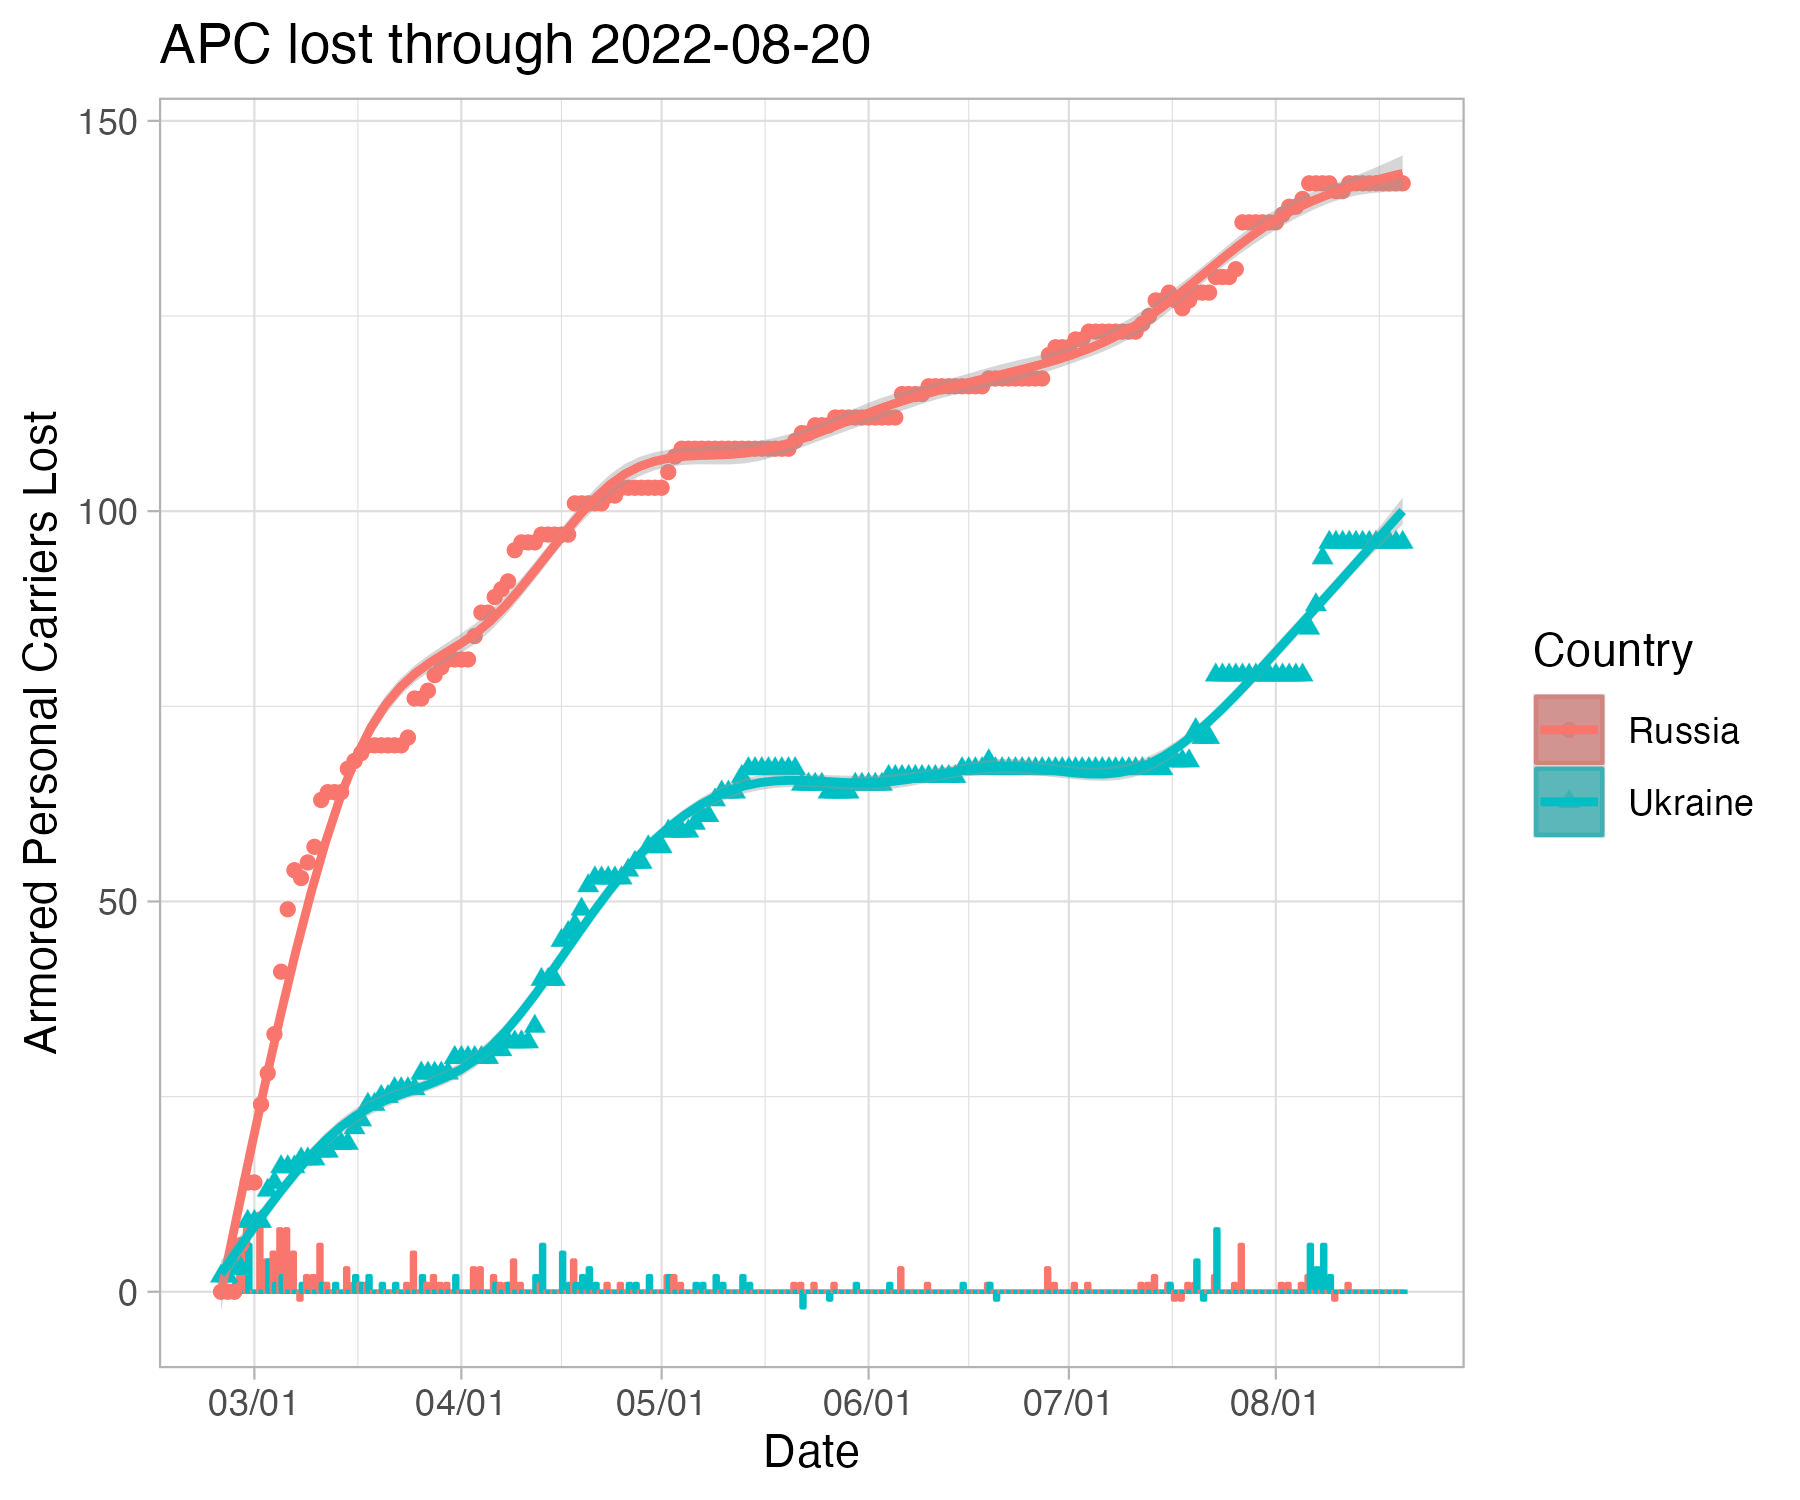 APC lost through 2022-08-20
Armored Personal Carriers Lost
150
100
50
0
03/01 04/01 05/01 06/01 07/01 08/01
Date
Country
Russia
Ukraine